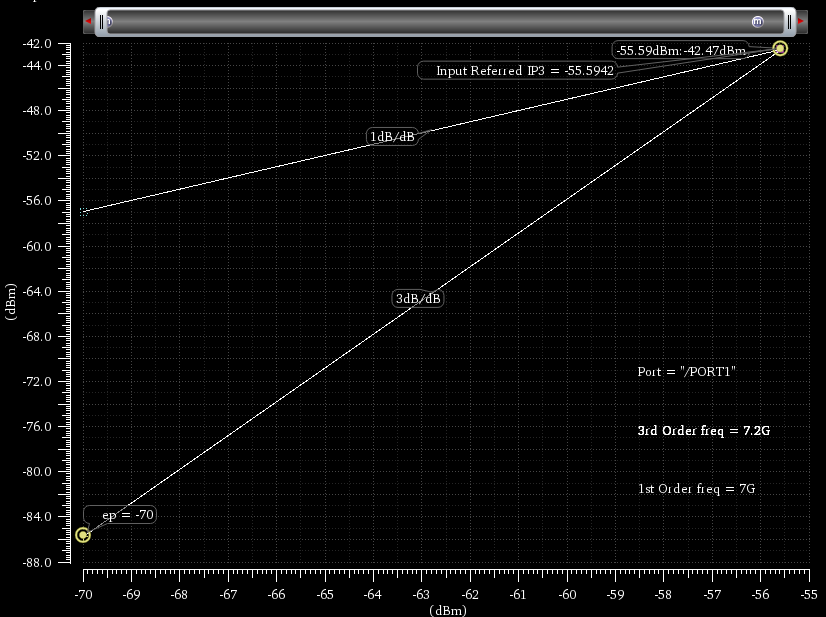 -42.0
-55.59dBm:-42.47dBm
-44.0
Input Referred IP3 = -55.5942
-48.0
1dB/dB
-52.0
-56.0
-60.0
(dBm)
-64.0
3dB/dB
-68.0
Port = "/PORT1"
-72.0
3rd Order freq = 7.2G
-76.0
-80.0
1st Order freq = 7G
-84.0
ep = -70
-88.0
-70 -69 -68 -67 -66 -65 -64 -63 -62 -61 -60 -59 -58 -57 -56 -55
(dBm)